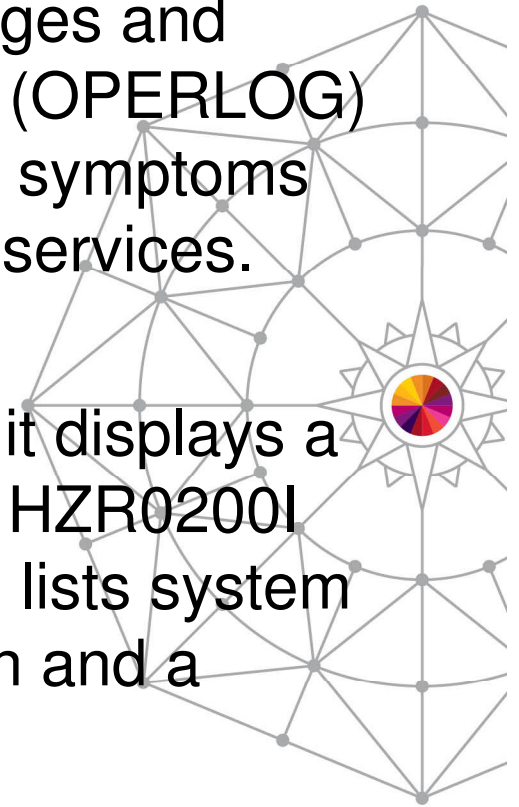 ges and
(OPERLOG)
symptoms
services.
it displays a
HZR0200I
lists system
n and a